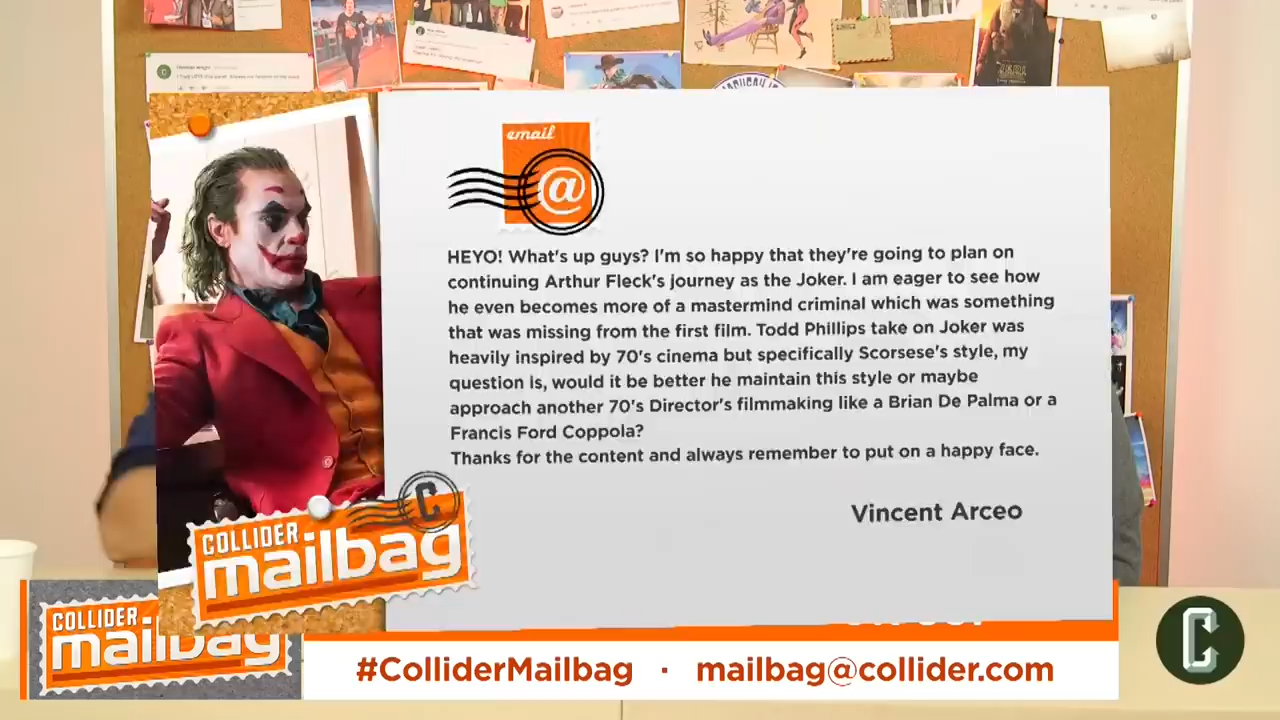 email
@
HEYO! What's up guys? I'm so happy that they're going to plan on
continuing Arthur Fleck's journey as the Joker. I am eager to see how
he even becomes more of a mastermind criminal which was something
that was missing from the first film. Todd Phillips take on Joker was
heavily inspired by 70's cinema but specifically Scorsese's style, my
question is, would it be better he maintain this style or maybe
approach another 70's Director's filmmaking like a Brian De Palma or a
Francis Ford Coppola?
Thanks for the content and always remember to put on a happy face.
Vincent Arceo
COLLIDER
mailbag
COLLIDER
mailbag
#ColliderMailbag · mailbag@collider.com